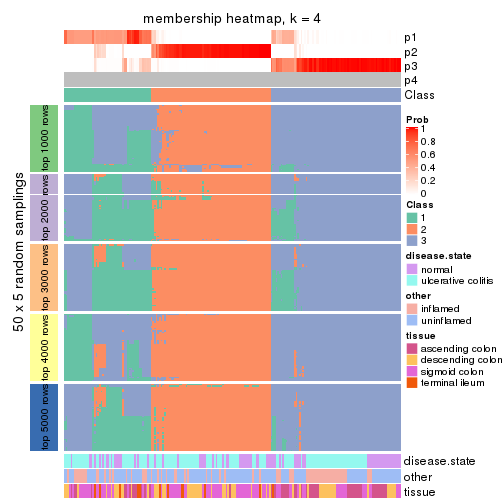 membership heatmap, k = 4
p1
p2
p3
p4
Class
50 x 5 random samplings
top 1000 rows
top 2000 rows
top 3000 rows
top 4000 rows
top 5000 rows
disease.state
other
tissue
Prob
1
0.8
0.6
0.4
0.2
0
Class
1
2
3
disease.state
normal
ulcerative colitis
other
inflamed
uninflamed
tissue
ascending colon
descending colon
sigmoid colon
terminal ileum